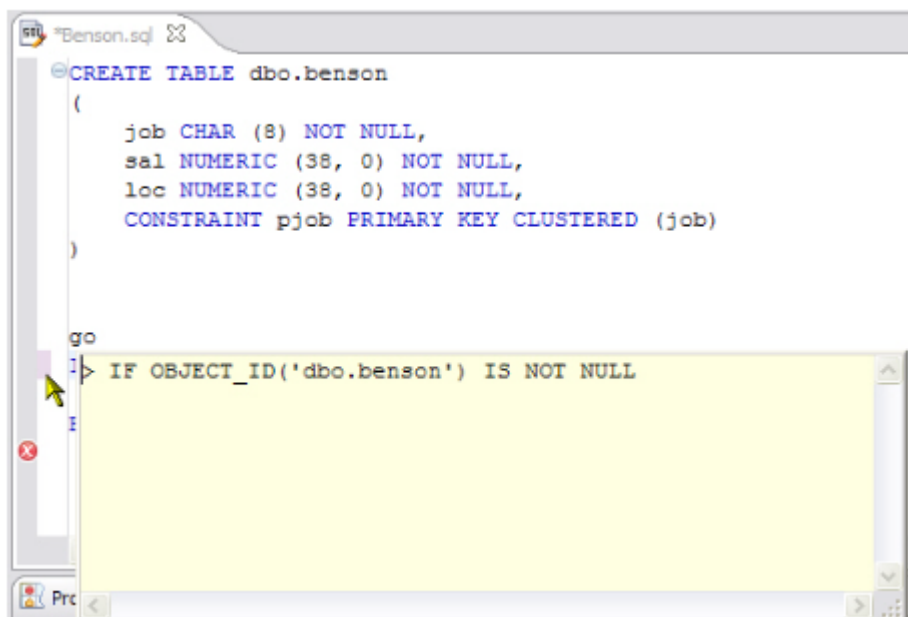 *Benson.sql
CREATE TABLE dbo.benson
(
job CHAR (8) NOT NULL,
sal NUMERIC (38, 0) NOT NULL,
loc NUMERIC (38, 0) NOT NULL,
CONSTRAINT pjob PRIMARY KEY CLUSTERED (job)
)
go
> IF OBJECT_ID('dbo.benson') IS NOT NULL